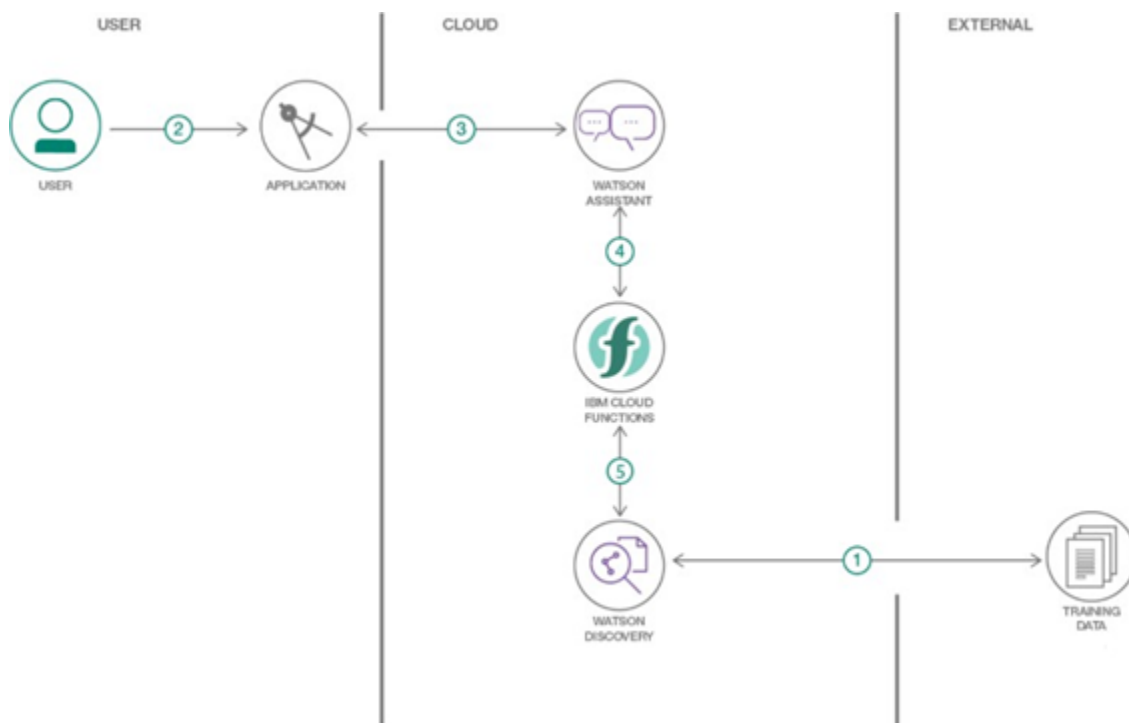 USER
CLOUD
EXTERNAL
2
3
USER
APPLICATION
WATSON
ASSISTANT
4
IBM CLOUD
FUNCTIONS
5
1
WATSON
DISCOVERY
TRAINING
DATA